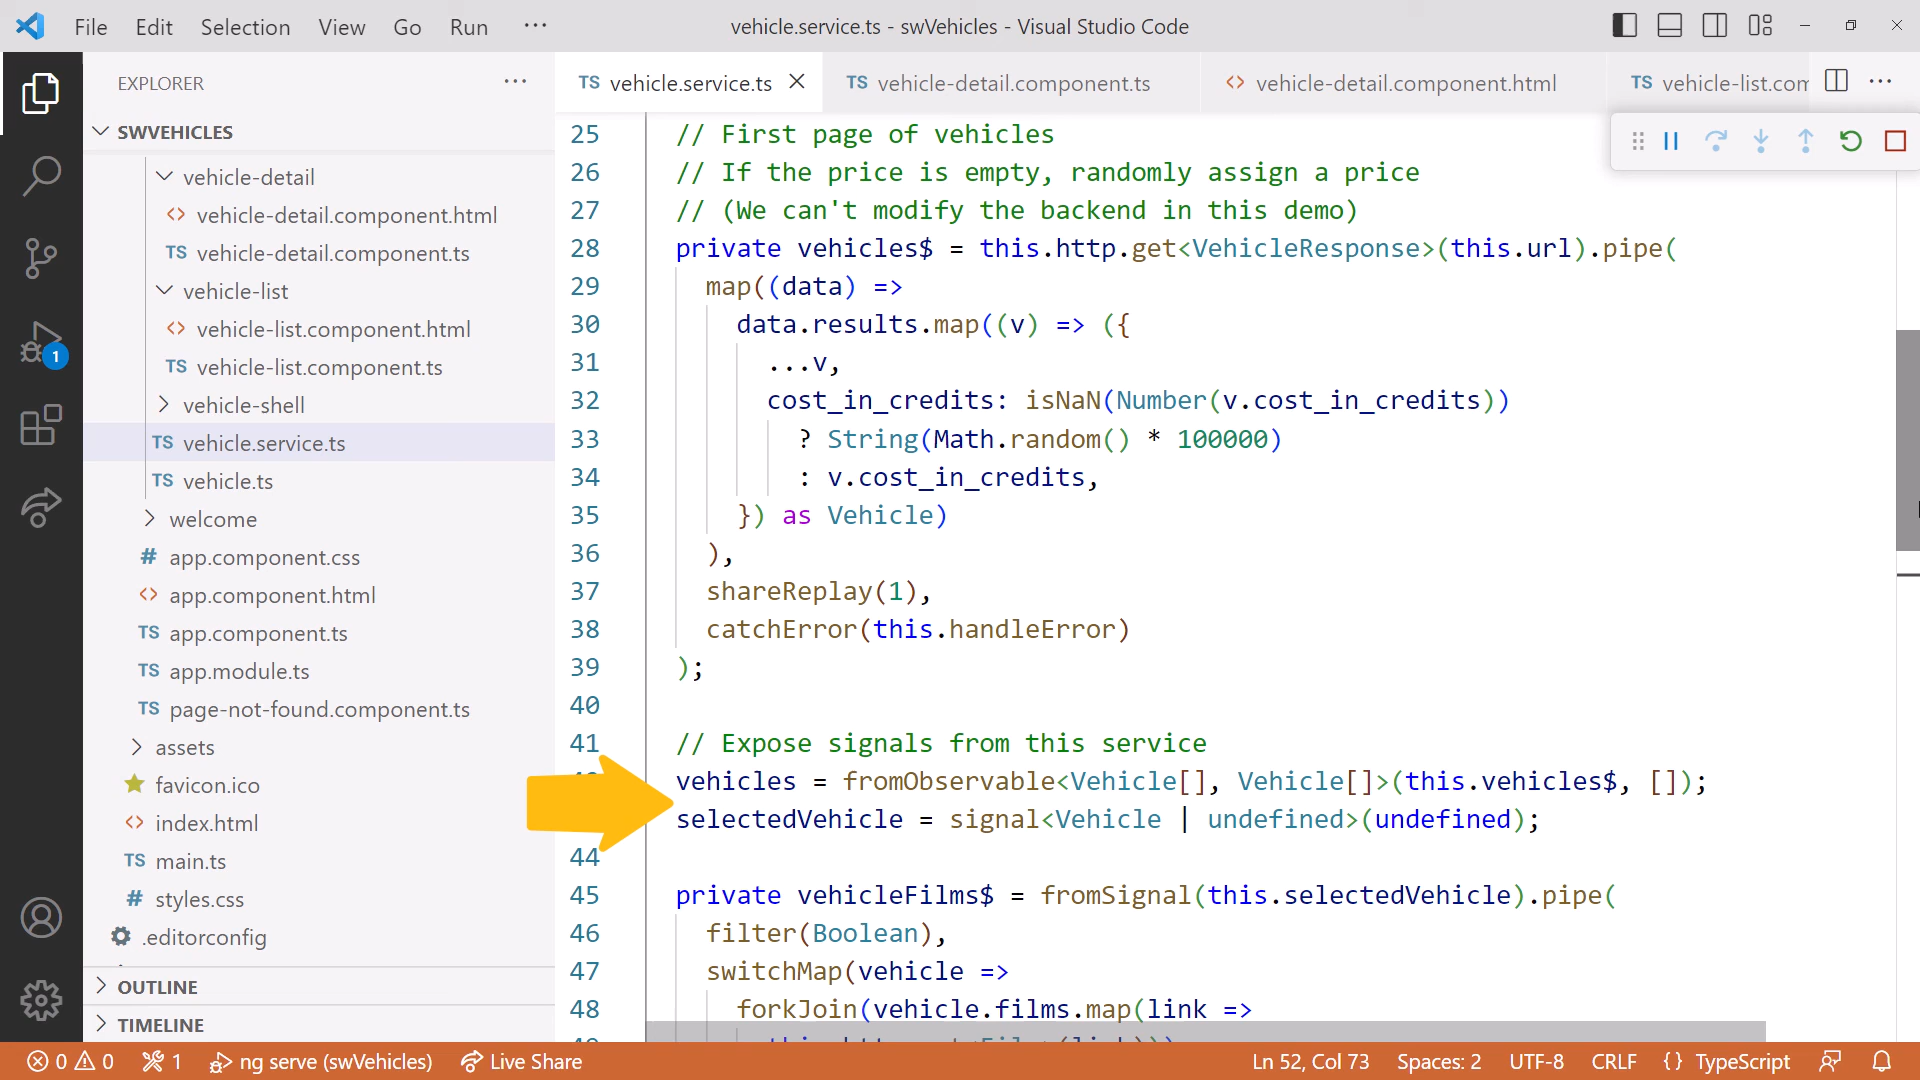 File Edit Selection View Go Run ···
vehicle.service.ts - swVehicles - Visual Studio Code
EXPLORER ···
SWVEHICLES
vehicle-detail
<> vehicle-detail.component.html
TS vehicle-detail.component.ts
vehicle-list
<> vehicle-list.component.html
TS vehicle-list.component.ts
vehicle-shell
TS vehicle.service.ts
TS vehicle.ts
welcome
# app.component.css
<> app.component.html
TS app.component.ts
TS app.module.ts
TS page-not-found.component.ts
assets
favicon.ico
<> index.html
TS main.ts
# styles.css
.editorconfig
OUTLINE
TIMELINE
1
TS vehicle.service.ts
TS vehicle-detail.component.ts
<> vehicle-detail.component.html
TS vehicle-list.com
25 // First page of vehicles
26 // If the price is empty, randomly assign a price
27 // (We can't modify the backend in this demo)
28 private vehicles$ = this.http.get<VehicleResponse>(this.url).pipe(
29 map((data) =>
30 data.results.map((v) => ({
31 ...v,
32 cost_in_credits: isNaN(Number(v.cost_in_credits))
33 ? String(Math.random() * 100000)
34 : v.cost_in_credits,
35 }) as Vehicle)
36 ),
37 shareReplay(1),
38 catchError(this.handleError)
39 );
40
41 // Expose signals from this service
vehicles = fromObservable<Vehicle[], Vehicle[]>(this.vehicles$, []);
selectedVehicle = signal<Vehicle | undefined>(undefined);
44
45 private vehicleFilms$ = fromSignal(this.selectedVehicle).pipe(
46 filter(Boolean),
47 switchMap(vehicle =>
48 forkJoin(vehicle.films.map(link =>
0 0 1 ng serve (swVehicles) Live Share
Ln 52, Col 73 Spaces: 2 UTF-8 CRLF {} TypeScript